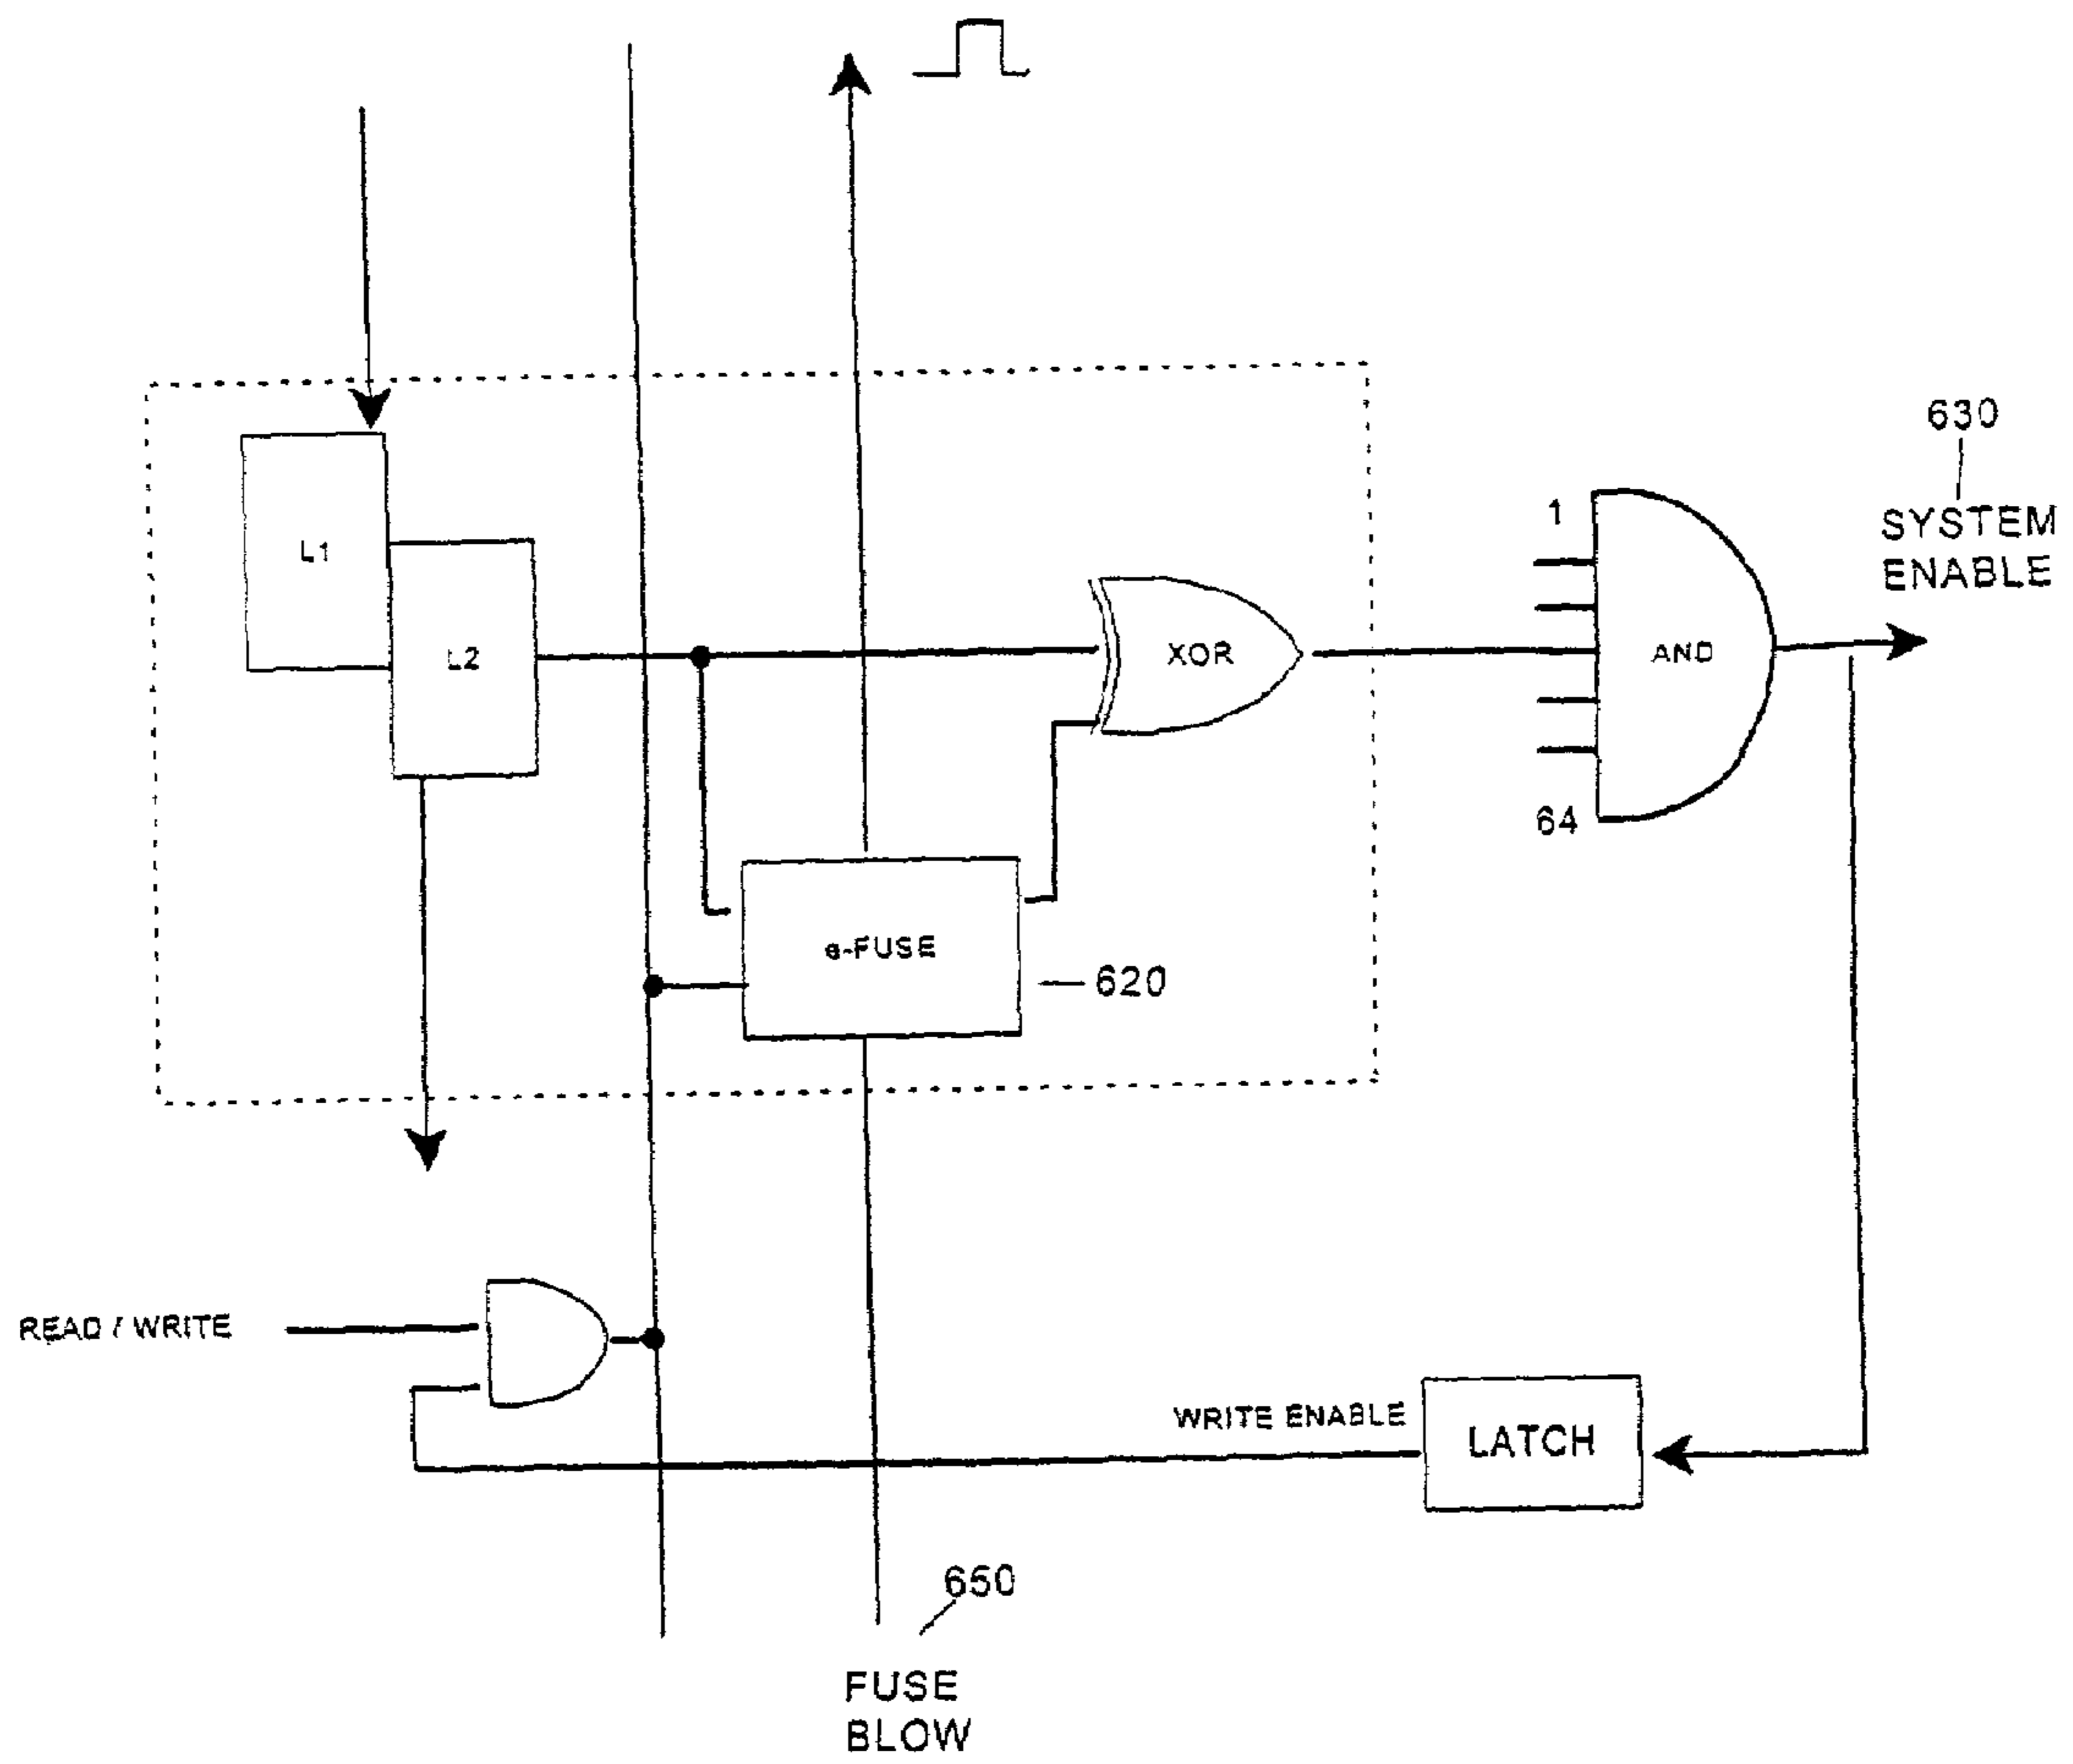 630
SYSTEM
ENABLE
1
L1
L2
XOR
AND
64
e-FUSE
620
READ / WRITE
WRITE ENABLE
LATCH
650
FUSE
BLOW